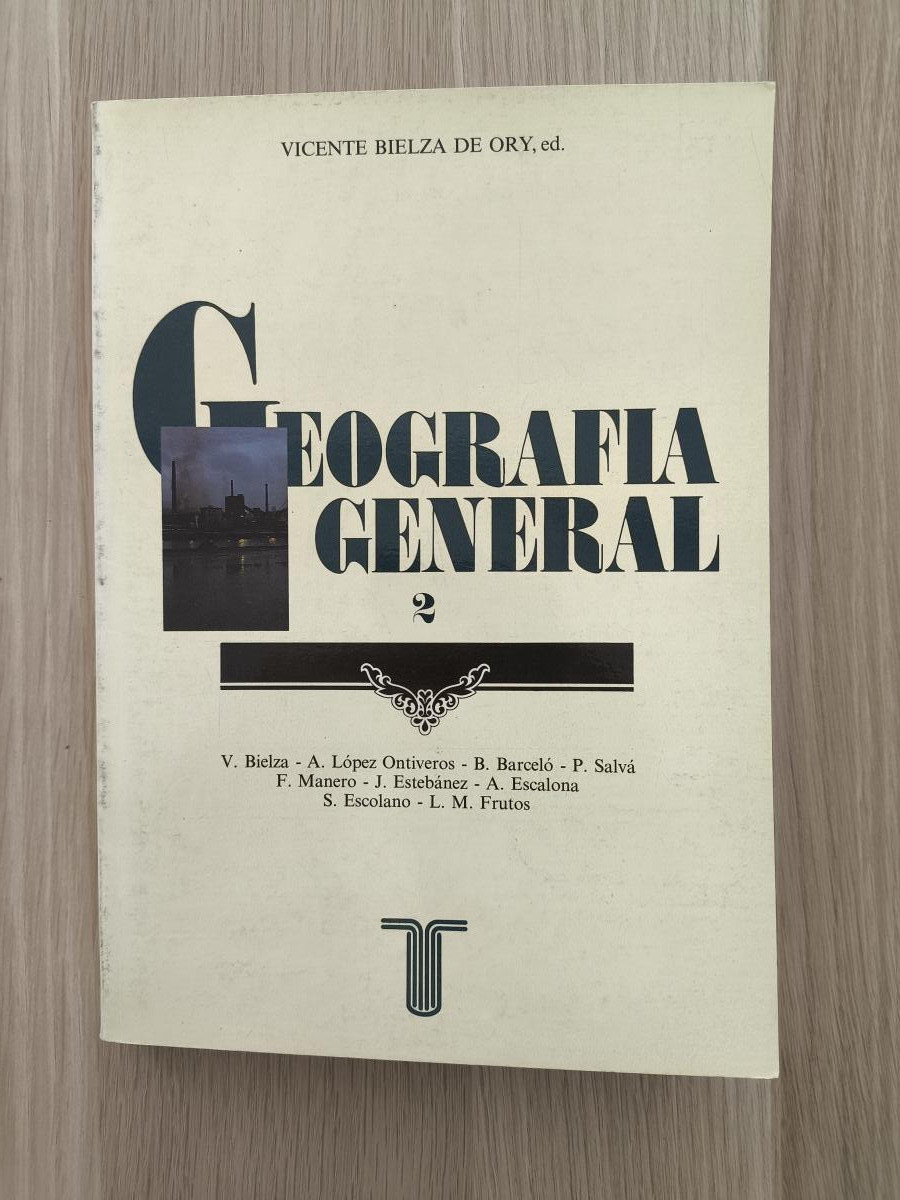 VICENTE BIELZA DE ORY, ed.
GEOGRAFIA
GENERAL
2
V. Bielza - A. López Ontiveros - B. Barceló - P. Salvá
F. Manero - J. Estebánez - A. Escalona
S. Escolano - L. M. Frutos
T